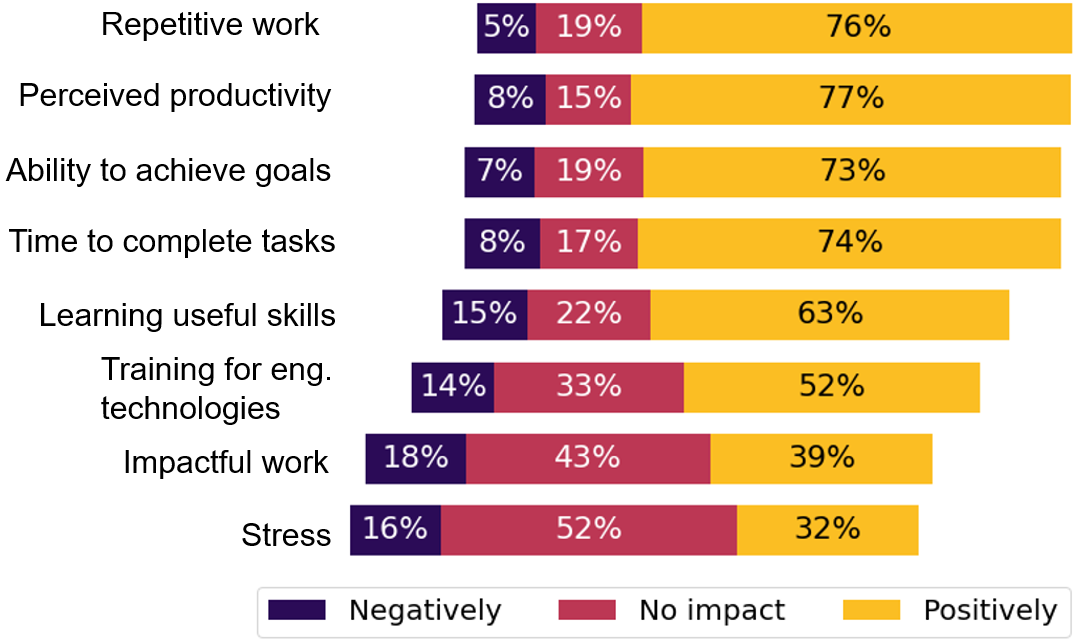 Repetitive work 5% 19% 76%
Perceived productivity 8% 15% 77%
Ability to achieve goals 7% 19% 73%
Time to complete tasks 8% 17% 74%
Learning useful skills 15% 22% 63%
Training for eng.
technologies 14% 33% 52%
Impactful work 18% 43% 39%
Stress 16% 52% 32%
Negatively No impact Positively